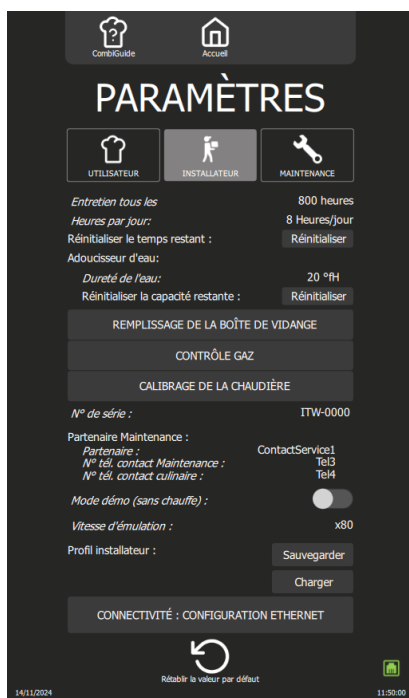 CombiGuide Accueil
PARAMÈTRES
UTILISATEUR INSTALLATEUR MAINTENANCE
Entretien tous les 800 heures
Heures par jour: 8 Heures/jour
Réinitialiser le temps restant : Réinitialiser
Adoucisseur d'eau:
Dureté de l'eau: 20 °fH
Réinitialiser la capacité restante : Réinitialiser
REMPLISSAGE DE LA BOÎTE DE VIDANGE
CONTRÔLE GAZ
CALIBRAGE DE LA CHAUDIÈRE
N° de série : ITW-0000
Partenaire Maintenance :
Partenaire : ContactService1
N° tél. contact Maintenance : Tel3
N° tél. contact culinaire : Tel4
Mode démo (sans chauffe) :
Vitesse d'émulation : x80
Profil installateur : Sauvegarder
Charger
CONNECTIVITÉ : CONFIGURATION ETHERNET
Rétablir la valeur par défaut
14/11/2024 11:50:00